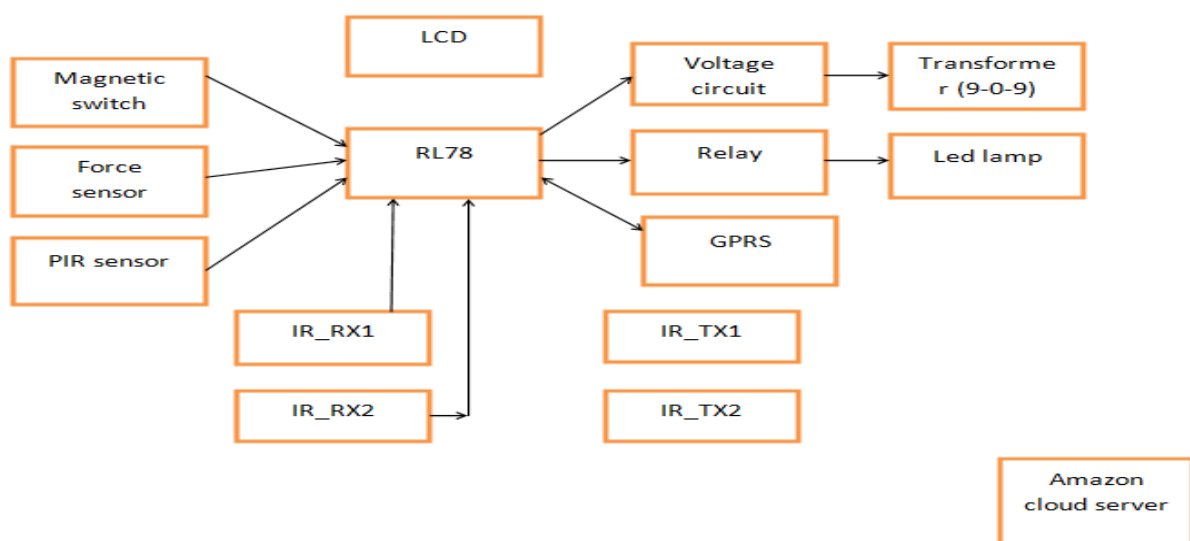 LCD
Voltage
circuit
Transforme
r (9-0-9)
Magnetic
switch
RL78
Relay
Led lamp
Force
sensor
GPRS
PIR sensor
IR_RX1
IR_TX1
IR_RX2
IR_TX2
Amazon
cloud server